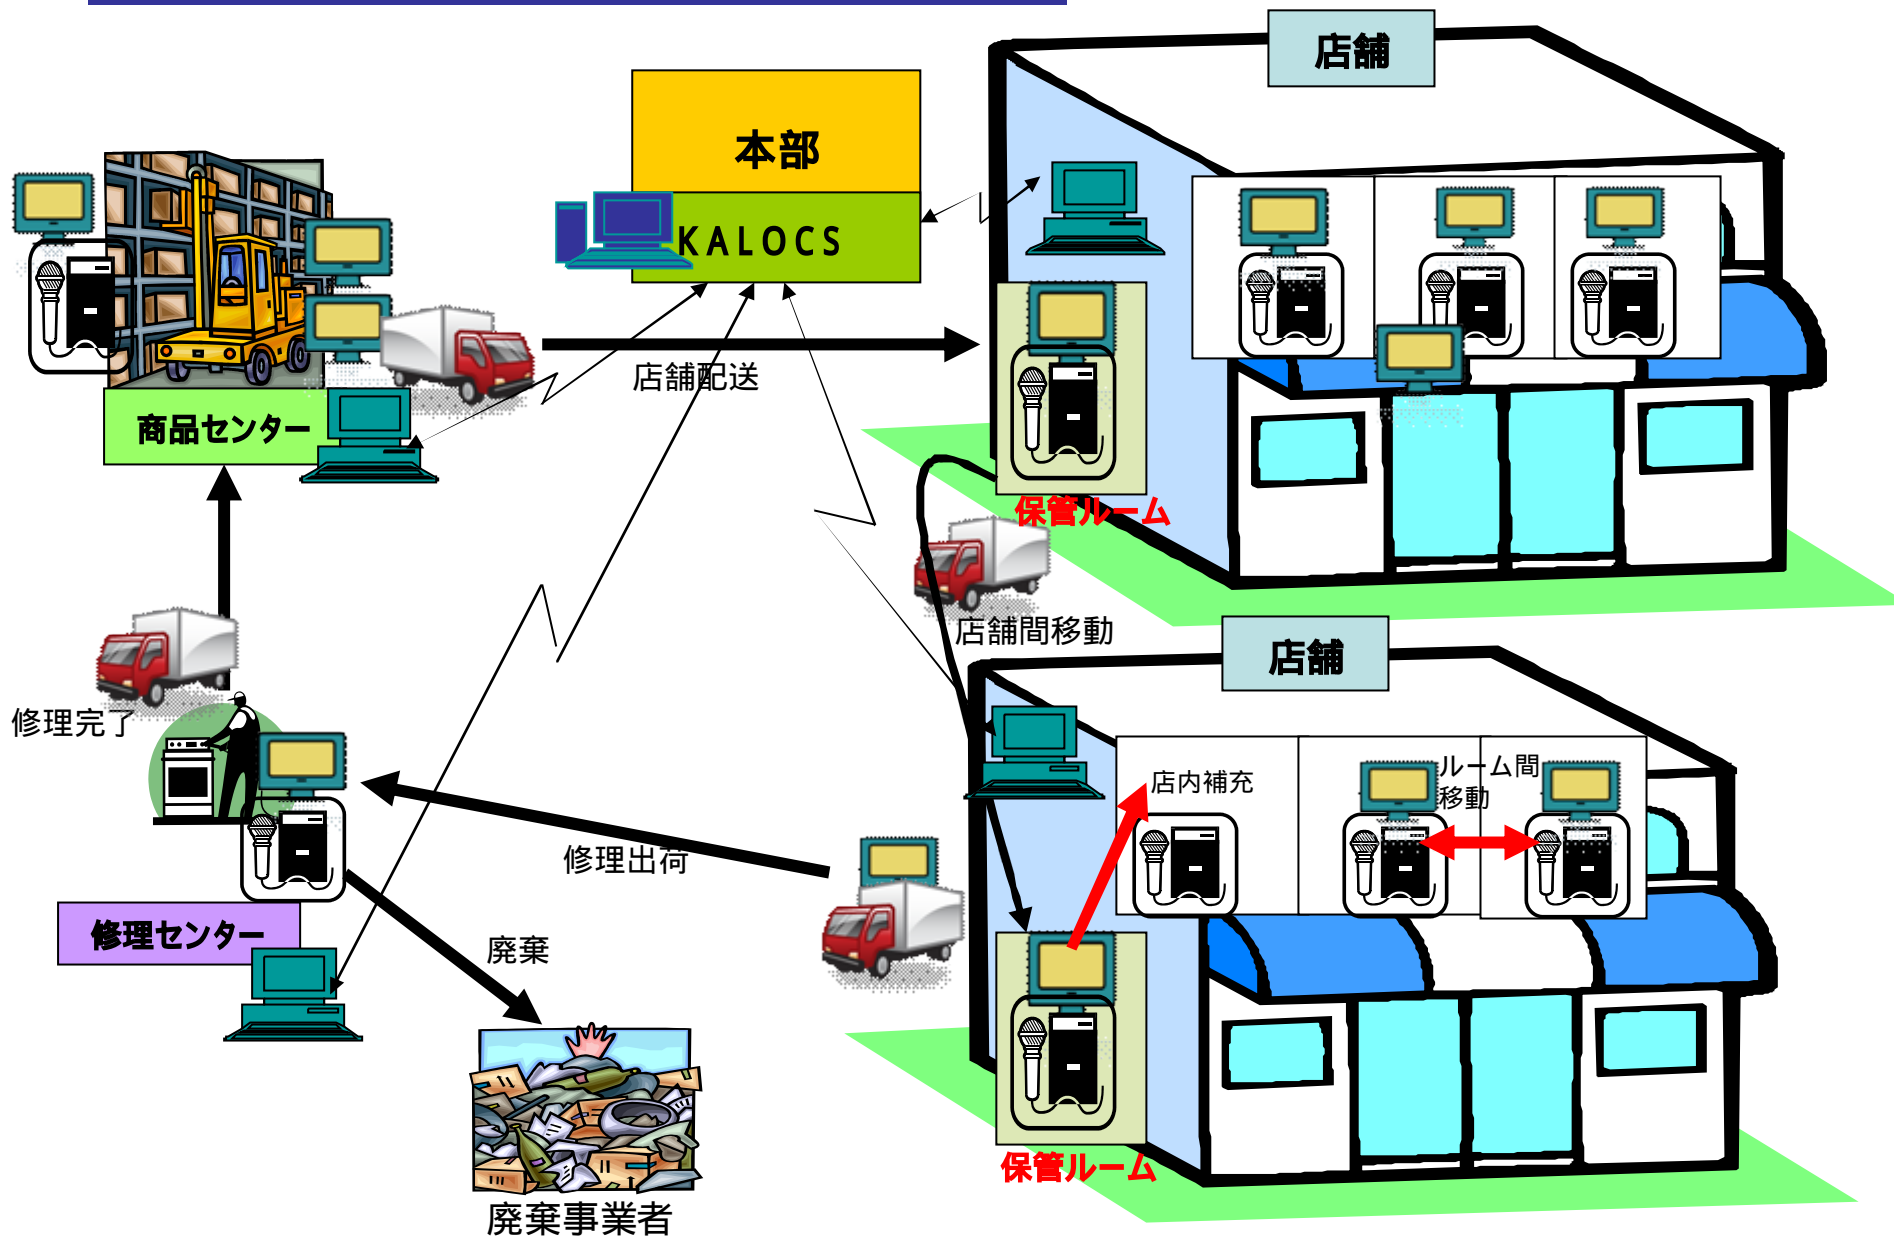 店舗
本部
KALOCS
店舗配送
商品センター
保管ルーム
店舗間移動
店舗
修理完了
ルーム間
移動
店内補充
修理出荷
修理センター
廃棄
保管ルーム
廃棄事業者